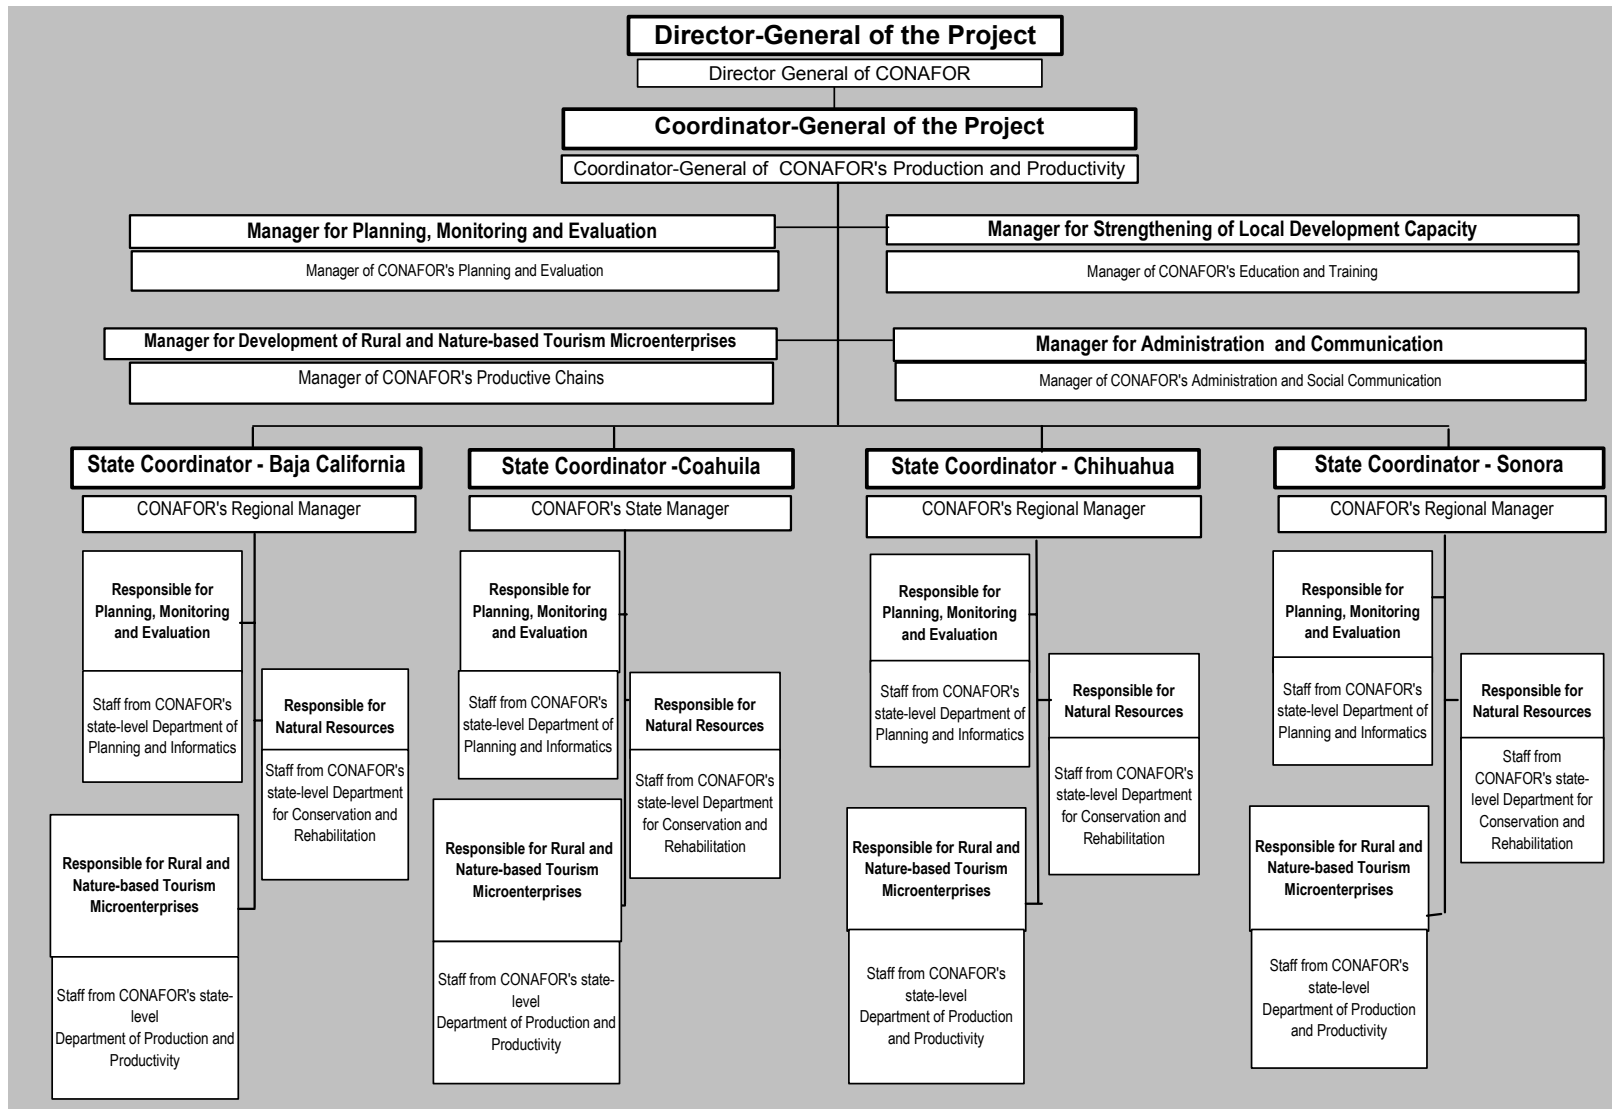 Director-General of the Project
Director General of CONAFOR
Coordinator-General of the Project
Coordinator-General of CONAFOR's Production and Productivity
Manager for Planning, Monitoring and Evaluation
Manager of CONAFOR's Planning and Evaluation
Manager for Strengthening of Local Development Capacity
Manager of CONAFOR's Education and Training
Manager for Development of Rural and Nature-based Tourism Microenterprises
Manager of CONAFOR's Productive Chains
Manager for Administration and Communication
Manager of CONAFOR's Administration and Social Communication
State Coordinator - Baja California
CONAFOR's Regional Manager
Responsible for
Planning, Monitoring
and Evaluation
Staff from CONAFOR's
state-level Department of
Planning and Informatics
Responsible for
Natural Resources
Staff from CONAFOR's
state-level Department
for Conservation and
Rehabilitation
Responsible for Rural and
Nature-based Tourism
Microenterprises
Staff from CONAFOR's state-
level
Department of Production and
Productivity
State Coordinator -Coahuila
CONAFOR's State Manager
Responsible for
Planning, Monitoring
and Evaluation
Staff from CONAFOR's
state-level Department of
Planning and Informatics
Responsible for
Natural Resources
Staff from CONAFOR's
state-level Department
for Conservation and
Rehabilitation
Responsible for Rural and
Nature-based Tourism
Microenterprises
Staff from CONAFOR's state-
level
Department of Production and
Productivity
State Coordinator - Chihuahua
CONAFOR's Regional Manager
Responsible for
Planning, Monitoring
and Evaluation
Staff from CONAFOR's
state-level Department of
Planning and Informatics
Responsible for
Natural Resources
Staff from CONAFOR's
state-level Department
for Conservation and
Rehabilitation
Responsible for Rural and
Nature-based Tourism
Microenterprises
Staff from CONAFOR's
state-level
Department of Production
and Productivity
State Coordinator - Sonora
CONAFOR's Regional Manager
Responsible for
Planning, Monitoring
and Evaluation
Staff from CONAFOR's
state-level Department of
Planning and Informatics
Responsible for
Natural Resources
Staff from
CONAFOR's state-
level Department for
Conservation and
Rehabilitation
Responsible for Rural and
Nature-based Tourism
Microenterprises
Staff from CONAFOR's
state-level
Department of Production
and Productivity